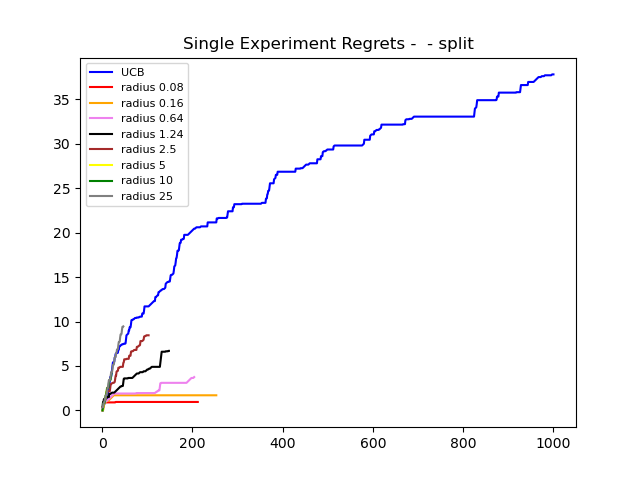 Single Experiment Regrets -  - split
UCB
radius 0.08
radius 0.16
radius 0.64
radius 1.24
radius 2.5
radius 5
radius 10
radius 25
35
30
25
20
15
10
5
0
0 200 400 600 800 1000